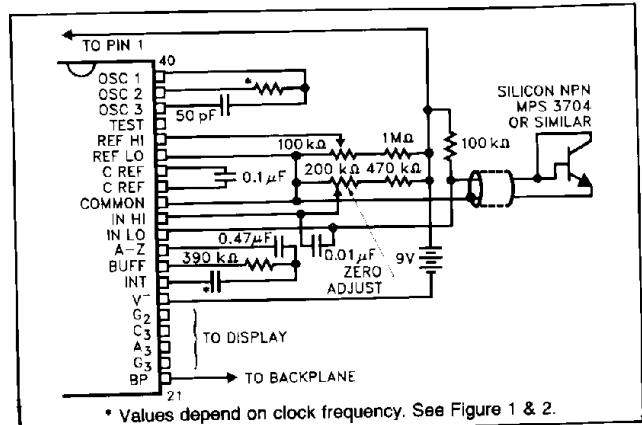 TO PIN 1
40
OSC 1
OSC 2
OSC 3
TEST
REF HI
REF LO
C REF
C REF
COMMON
IN HI
IN LO
A-Z
BUFF
INT
V⁻
G2
C3
A3
G3
BP
21
*
50 pF
100 kΩ
1MΩ
200 kΩ
470 kΩ
0.1μF
0.47μF
390 kΩ
*
0.01μF
ZERO
ADJUST
9V
100 kΩ
SILICON NPN
MPS 3704
OR SIMILAR
TO DISPLAY
TO BACKPLANE
* Values depend on clock frequency. See Figure 1 & 2.